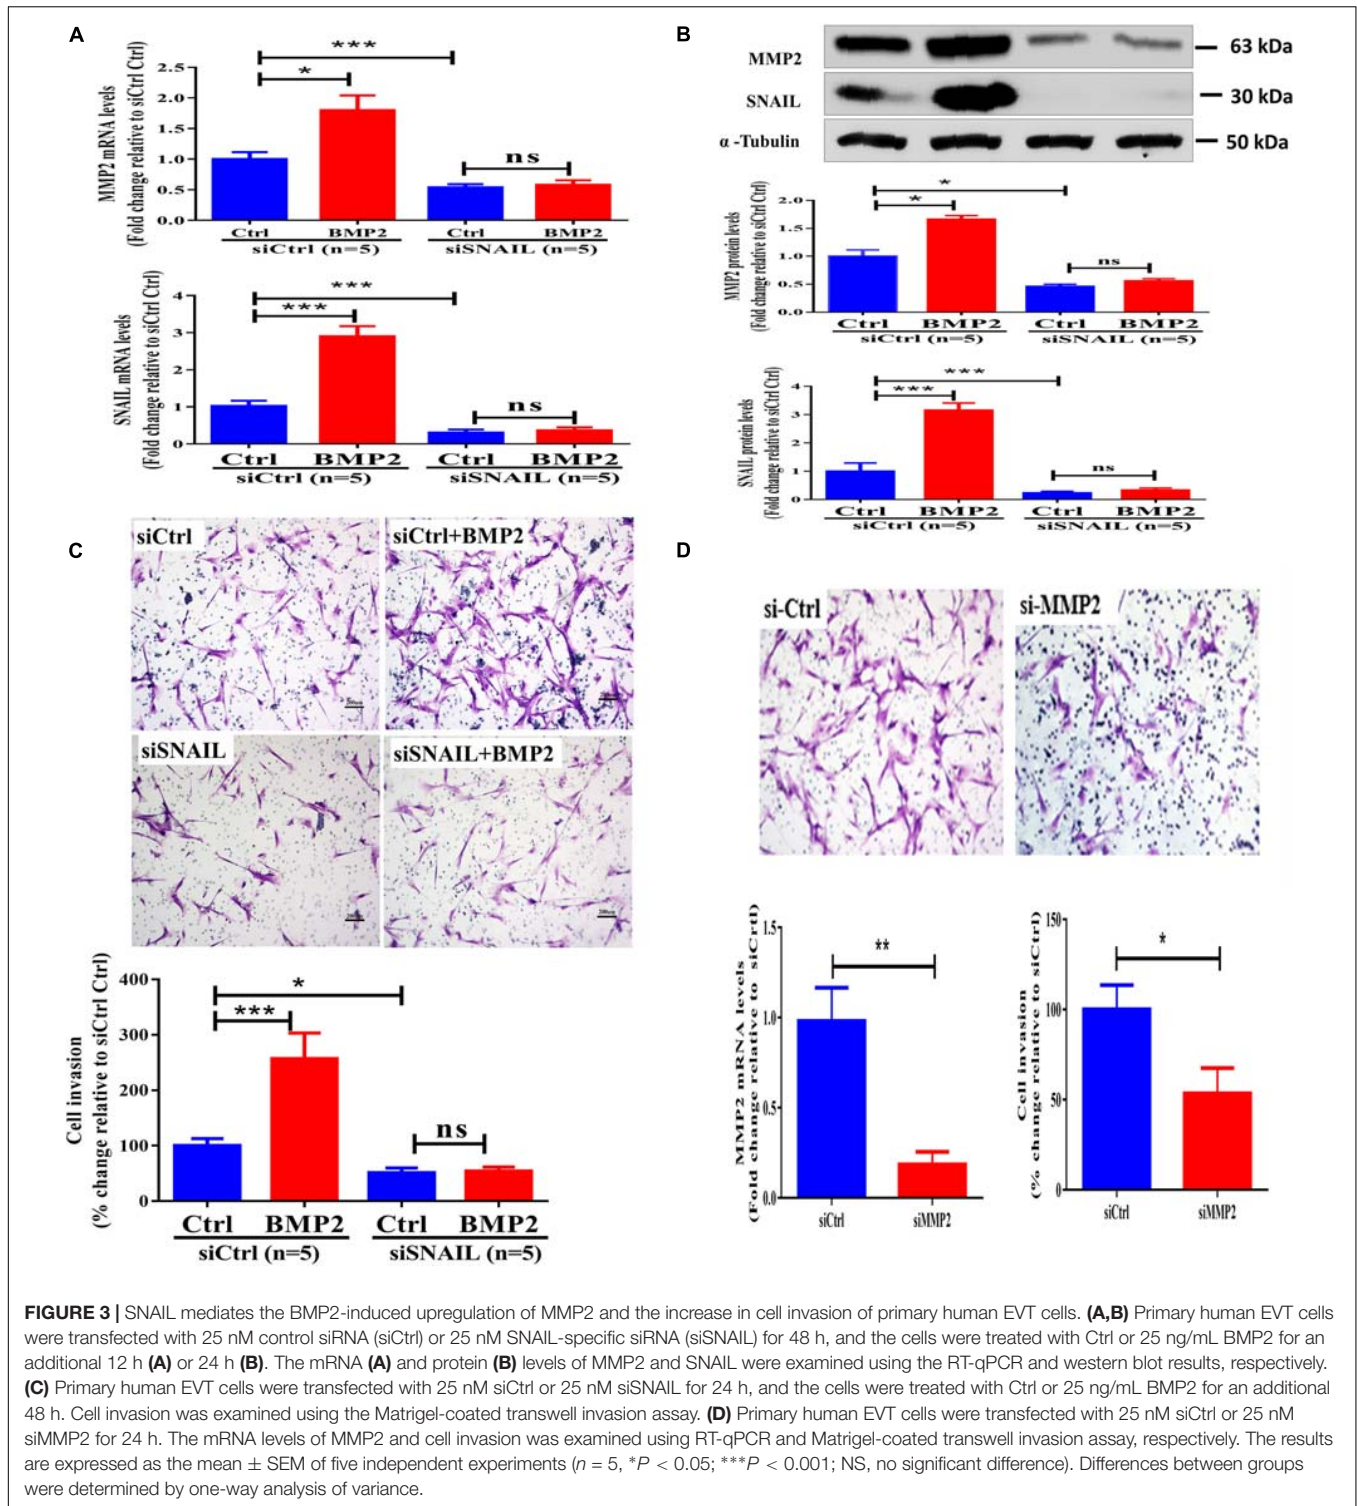 A
MMP2 mRNA levels
(Fold change relative to siCtrl Ctrl)
2.5
2.0
1.5
1.0
0.5
0.0
***
*
ns
Ctrl BMP2 Ctrl BMP2
siCtrl (n=5) siSNAIL (n=5)
SNAIL mRNA levels
(Fold change relative to siCtrl Ctrl)
4
3
2
1
0
***
***
ns
Ctrl BMP2 Ctrl BMP2
siCtrl (n=5) siSNAIL (n=5)
B
MMP2 63 kDa
SNAIL 30 kDa
α -Tubulin 50 kDa
MMP2 protein levels
(Fold change relative to siCtrl Ctrl)
2.0
1.5
1.0
0.5
0.0
*
*
ns
Ctrl BMP2 Ctrl BMP2
siCtrl (n=5) siSNAIL (n=5)
SNAIL protein levels
(Fold change relative to siCtrl Ctrl)
4
3
2
1
0
***
***
ns
Ctrl BMP2 Ctrl BMP2
siCtrl (n=5) siSNAIL (n=5)
C
siCtrl siCtrl+BMP2
siSNAIL siSNAIL+BMP2
Cell invasion
(% change relative to siCtrl Ctrl)
400
300
200
100
0
*
***
ns
Ctrl BMP2 Ctrl BMP2
siCtrl (n=5) siSNAIL (n=5)
D
si-Ctrl si-MMP2
MMP2 mRNA levels
(Fold change relative to siCrtl)
1.5
1.0
0.5
0.0
**
siCtrl siMMP2
Cell invasion
(% change relative to siCtrl)
150
100
50
0
*
siCtrl siMMP2
FIGURE 3 | SNAIL mediates the BMP2-induced upregulation of MMP2 and the increase in cell invasion of primary human EVT cells. (A,B) Primary human EVT cells
were transfected with 25 nM control siRNA (siCtrl) or 25 nM SNAIL-specific siRNA (siSNAIL) for 48 h, and the cells were treated with Ctrl or 25 ng/mL BMP2 for an
additional 12 h (A) or 24 h (B). The mRNA (A) and protein (B) levels of MMP2 and SNAIL were examined using the RT-qPCR and western blot results, respectively.
(C) Primary human EVT cells were transfected with 25 nM siCtrl or 25 nM siSNAIL for 24 h, and the cells were treated with Ctrl or 25 ng/mL BMP2 for an additional
48 h. Cell invasion was examined using the Matrigel-coated transwell invasion assay. (D) Primary human EVT cells were transfected with 25 nM siCtrl or 25 nM
siMMP2 for 24 h. The mRNA levels of MMP2 and cell invasion was examined using RT-qPCR and Matrigel-coated transwell invasion assay, respectively. The results
are expressed as the mean ± SEM of five independent experiments (n = 5, *P < 0.05; ***P < 0.001; NS, no significant difference). Differences between groups
were determined by one-way analysis of variance.